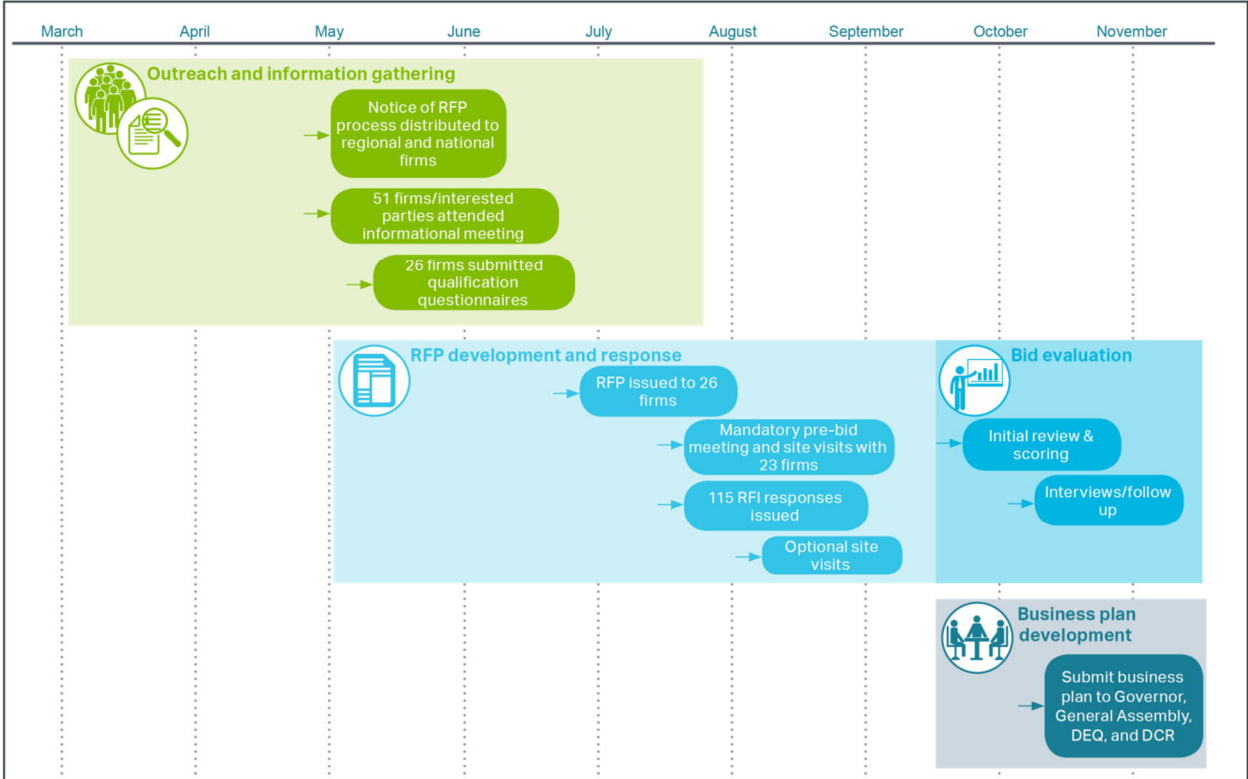 March April May June July August September October November
Outreach and information gathering
Notice of RFP
process distributed to
regional and national
firms
51 firms/interested
parties attended
informational meeting
26 firms submitted
qualification
questionnaires
RFP development and response
RFP issued to 26
firms
Mandatory pre-bid
meeting and site visits with
23 firms
115 RFI responses
issued
Optional site
visits
Bid evaluation
Initial review &
scoring
Interviews/follow
up
Business plan
development
Submit business
plan to Governor,
General Assembly,
DEQ, and DCR